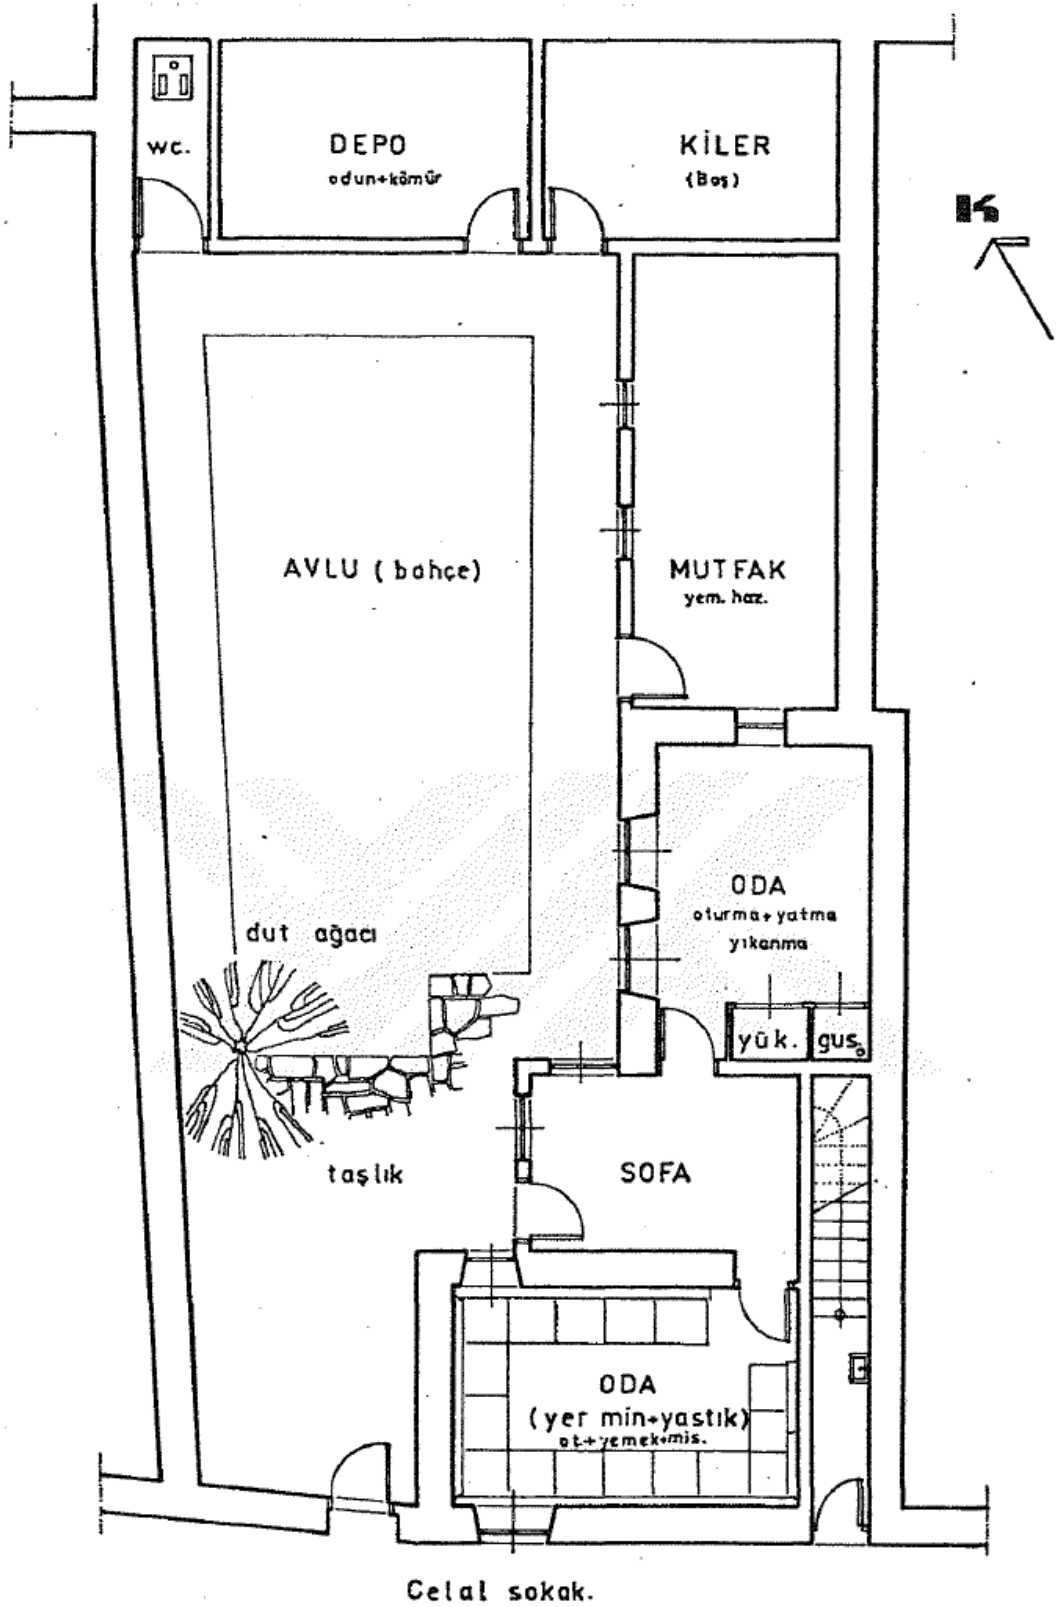 wc.
DEPO
odun+kömür
KİLER
(Boş)
K
AVLU ( bahçe)
MUTFAK
yem. haz.
ODA
oturma+yatma
yıkanma
dut ağacı
yük.
gus.
taşlık
SOFA
ODA
(yer min+yastık)
ot.+yemek+mis.
Celal sokak.